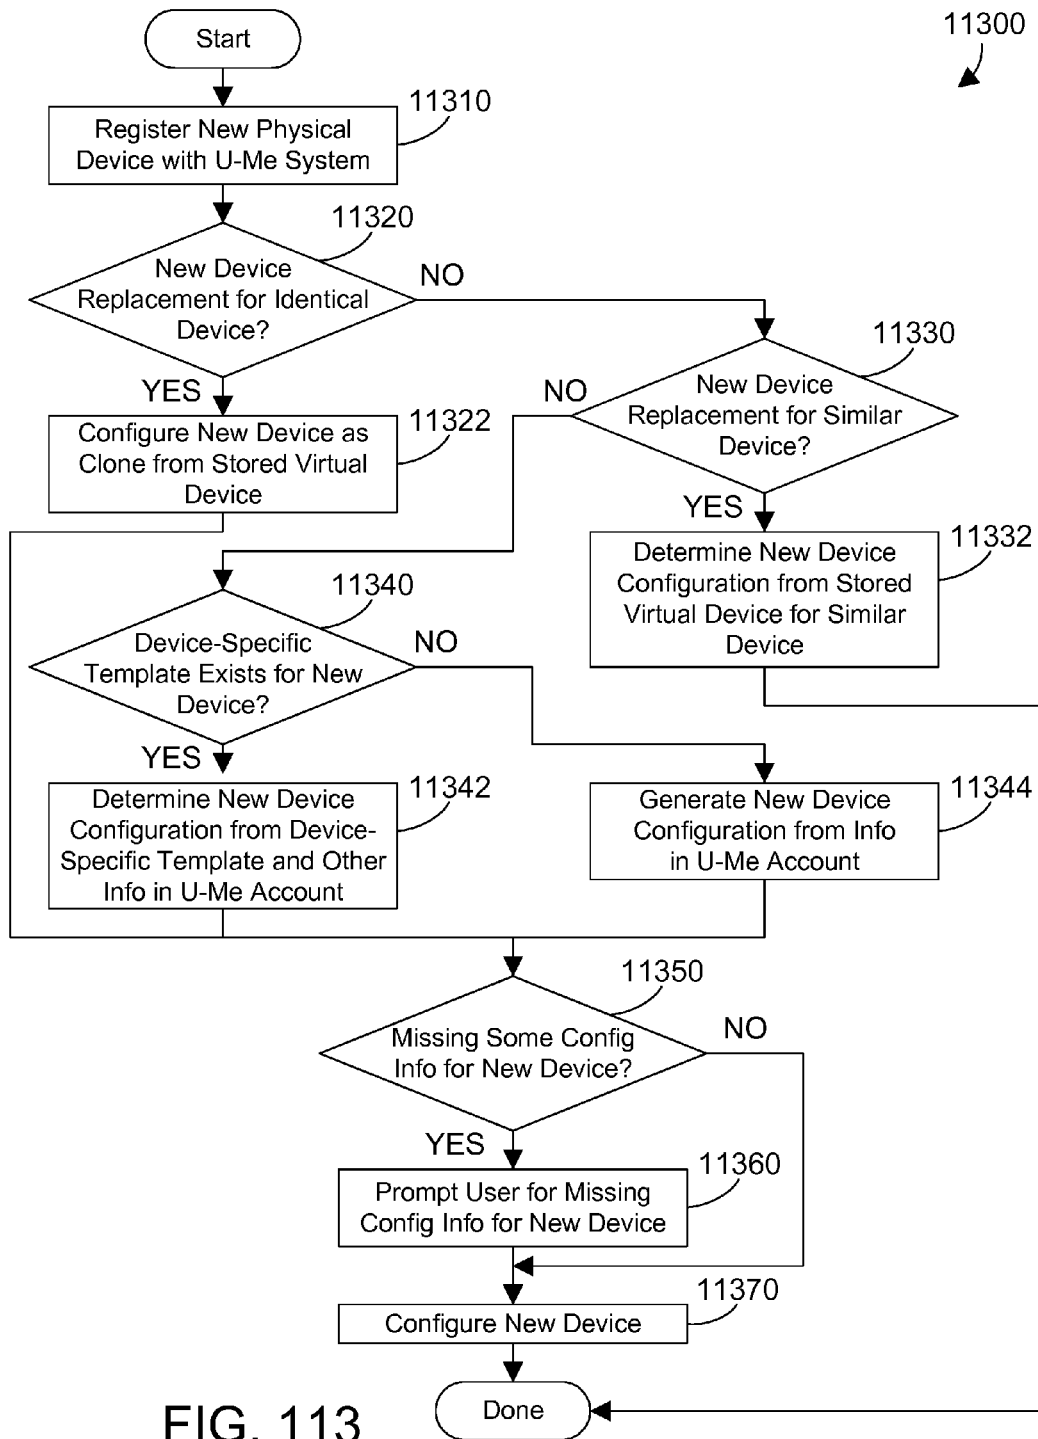 Start
11300
11310
Register New Physical
Device with U-Me System
11320
New Device
Replacement for Identical
Device?
NO
YES
11330
New Device
Replacement for Similar
Device?
NO
YES
11322
Configure New Device as
Clone from Stored Virtual
Device
11332
Determine New Device
Configuration from Stored
Virtual Device for Similar
Device
11340
Device-Specific
Template Exists for New
Device?
NO
YES
11342
Determine New Device
Configuration from Device-
Specific Template and Other
Info in U-Me Account
11344
Generate New Device
Configuration from Info
in U-Me Account
11350
Missing Some Config
Info for New Device?
NO
YES
11360
Prompt User for Missing
Config Info for New Device
11370
Configure New Device
Done
FIG. 113